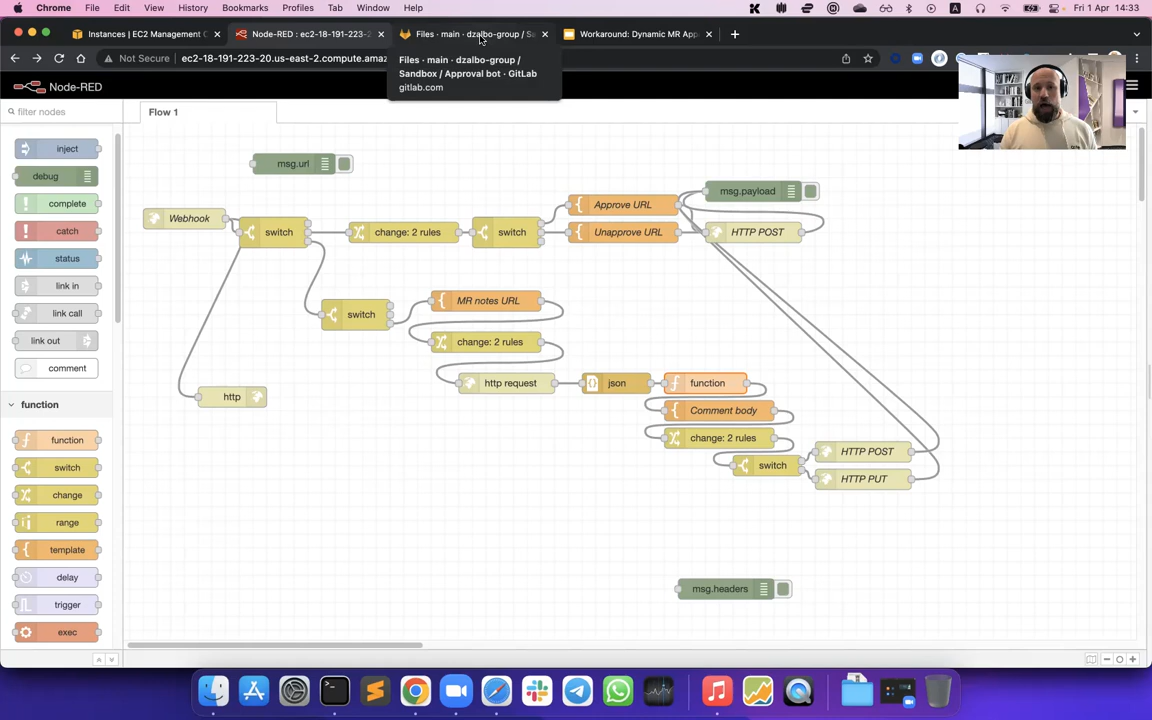 Chrome File Edit View History Bookmarks Profiles Tab Window Help Fri 1 Apr 14:33
Instances | EC2 Management C
Node-RED : ec2-18-191-223-2
Files · main · dzalbo-group / Sa
Workaround: Dynamic MR App
Not Secure ec2-18-191-223-20.us-east-2.compute.amaz
Files · main · dzalbo-group /
Sandbox / Approval bot · GitLab
gitlab.com
Node-RED
filter nodes
Flow 1
inject
debug
complete
catch
status
link in
link call
link out
comment
function
function
switch
change
range
template
delay
trigger
exec
msg.url
Webhook
switch
change: 2 rules
switch
Approve URL
Unapprove URL
msg.payload
HTTP POST
switch
MR notes URL
change: 2 rules
http request
json
function
Comment body
change: 2 rules
switch
HTTP POST
HTTP PUT
http
msg.headers